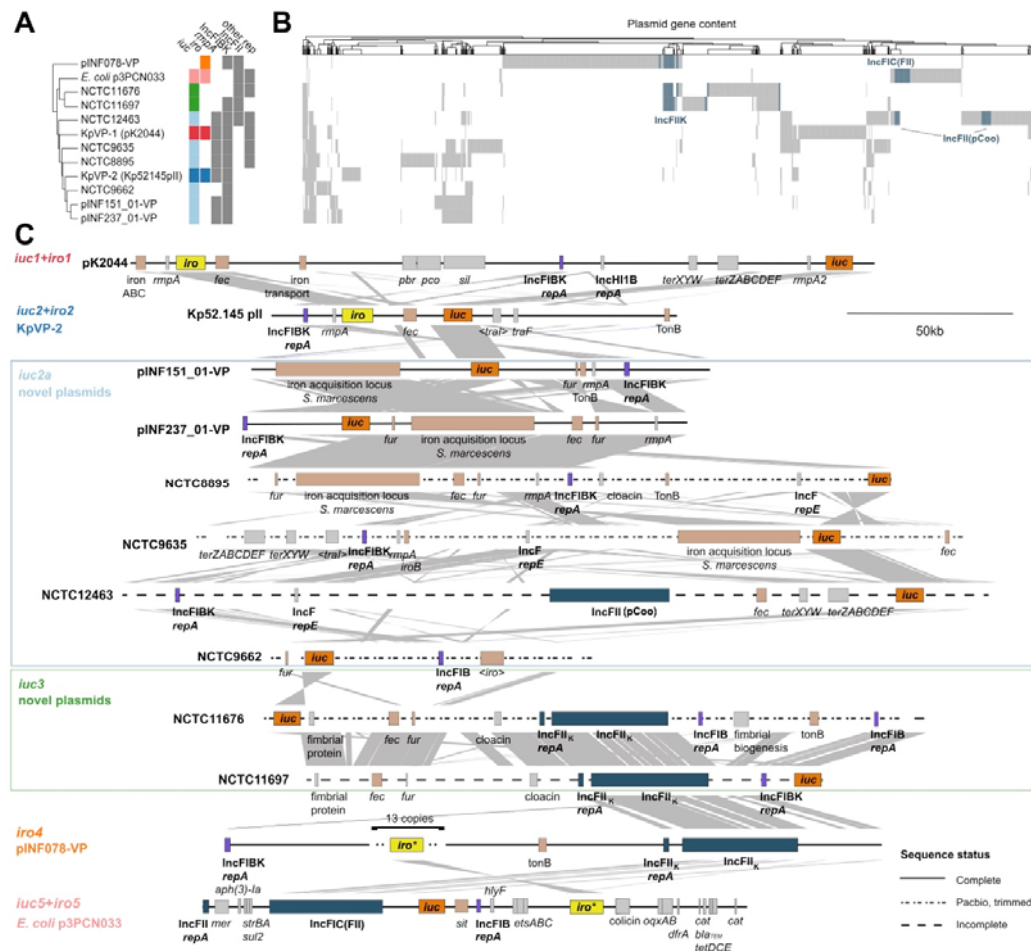 A
iuc
iro
rmpA
IncFIBK
IncFII
other rep
pINF078-VP
E. coli p3PCN033
NCTC11676
NCTC11697
NCTC12463
KpVP-1 (pK2044)
NCTC9635
NCTC8895
KpVP-2 (Kp52145pII)
NCTC9662
pINF151_01-VP
pINF237_01-VP
B
Plasmid gene content
IncFIC(FII)
IncFIIK
IncFII(pCoo)
C
iuc1+iro1
pK2044
iro
iuc
iron ABC
rmpA
fec
iron transport
pbr
pco
sil
IncFIBK repA
IncHI1B repA
terXYW
terZABCDEF
rmpA2
iuc2+iro2
KpVP-2
Kp52.145 pII
iro
iuc
IncFIBK repA
rmpA
fec
<traI>
traF
TonB
50kb
iuc2a
novel plasmids
pINF151_01-VP
iuc
iron acquisition locus
S. marcescens
fur
rmpA
TonB
IncFIBK repA
pINF237_01-VP
iuc
IncFIBK repA
fur
iron acquisition locus
S. marcescens
fec
fur
rmpA
NCTC8895
iuc
fur
iron acquisition locus
S. marcescens
fec
fur
rmpA
IncFIBK repA
cloacin
TonB
IncF repE
NCTC9635
iuc
terZABCDEF
terXYW
<traI>
IncFIBK repA
rmpA
iroB
IncF repE
iron acquisition locus
S. marcescens
fec
NCTC12463
iuc
IncFIBK repA
IncF repE
IncFII (pCoo)
fec
terXYW
terZABCDEF
NCTC9662
iuc
fur
IncFIB repA
<iro>
iuc3
novel plasmids
NCTC11676
iuc
fimbrial protein
fec
fur
cloacin
IncFIIK repA
IncFIIK
IncFIB repA
fimbrial biogenesis
tonB
IncFIB repA
NCTC11697
iuc
fimbrial protein
fec
fur
cloacin
IncFIIK repA
IncFIIK
IncFIBK repA
iro4
pINF078-VP
13 copies
iro*
IncFIBK repA
tonB
IncFIIK repA
IncFIIK
iuc5+iro5
E. coli p3PCN033
aph(3)-Ia
hlyF
iuc
iro*
IncFII repA
mer
strBA
sul2
IncFIC(FII)
sit
IncFIB repA
etsABC
colicin
oqxAB
dfrA
cat
blaTEM
tetDCE
cat
Sequence status
Complete
Pacbio, trimmed
Incomplete